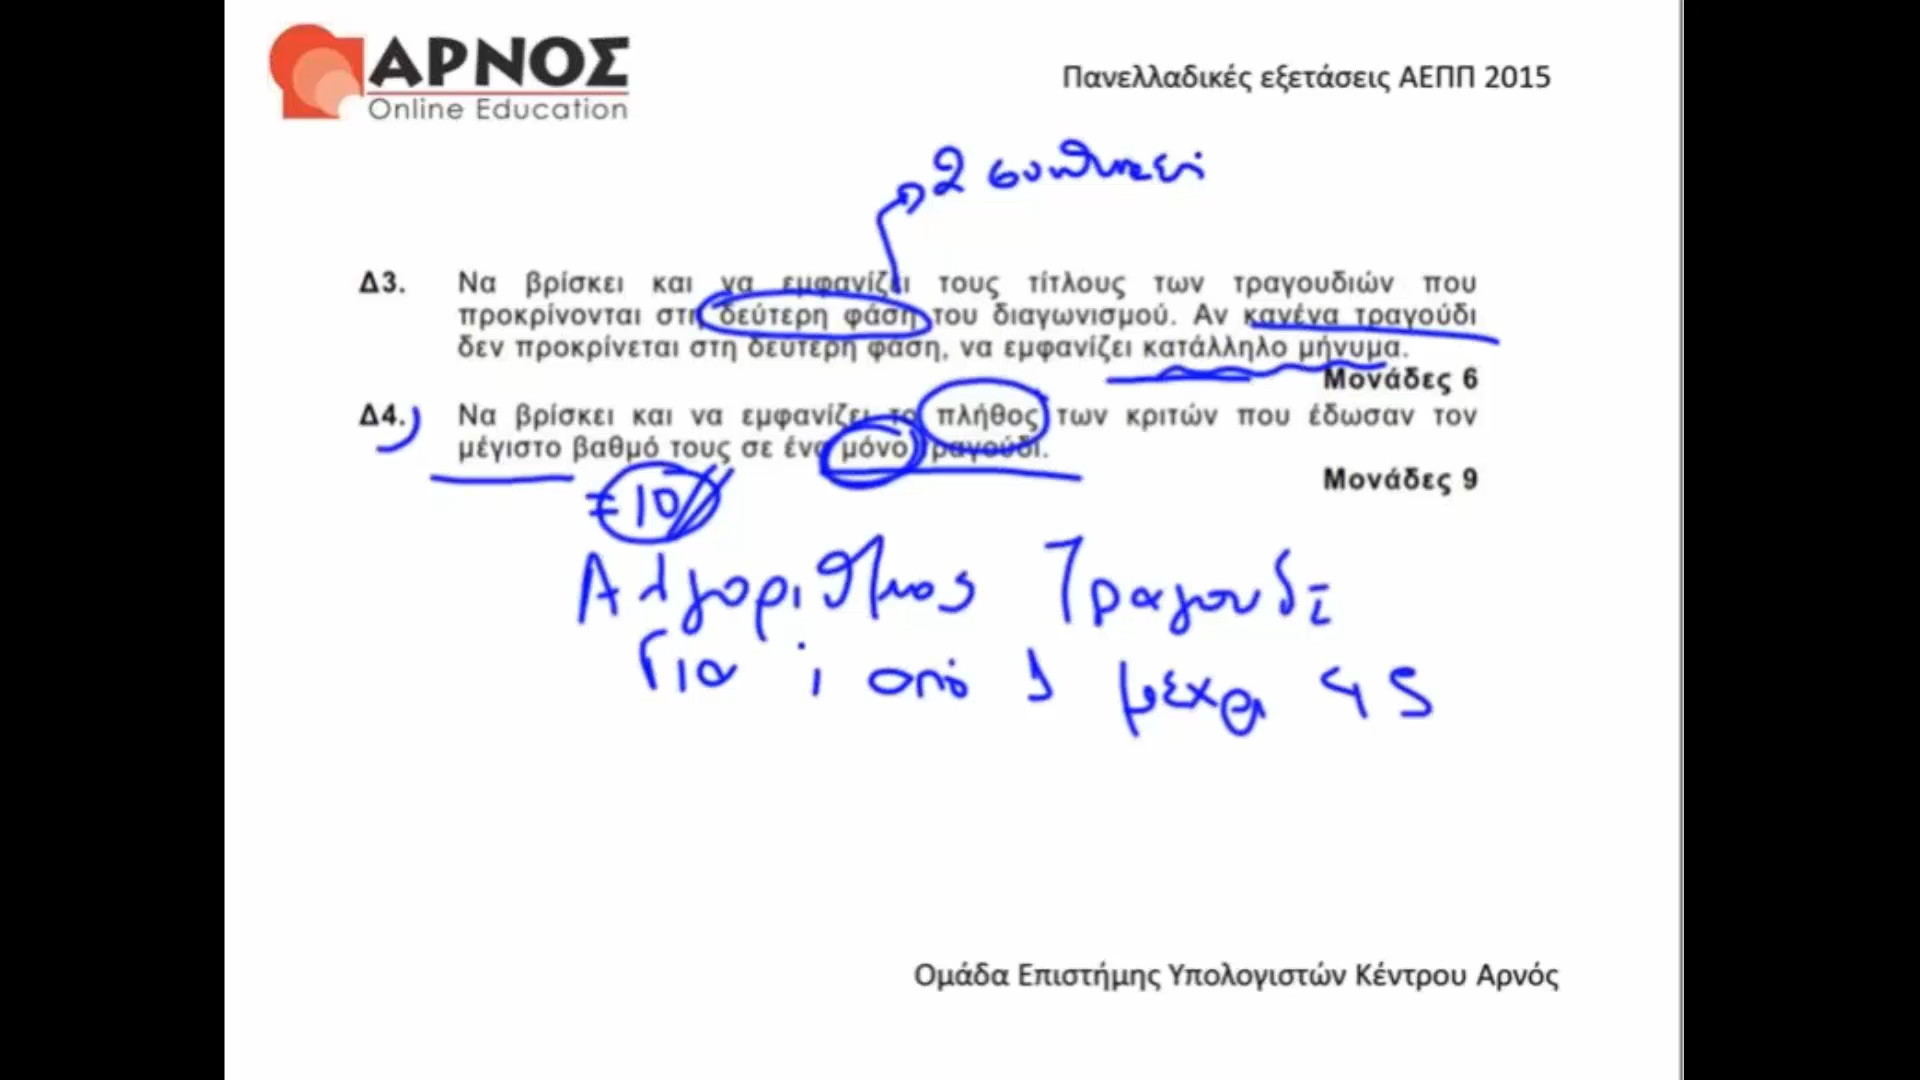 ΑΡΝΟΣ
Online Education
Πανελλαδικές εξετάσεις ΑΕΠΠ 2015
2 συνθηκες
Δ3. Να βρίσκει και να εμφανίζει τους τίτλους των τραγουδιών που
προκρίνονται στη δεύτερη φάση του διαγωνισμού. Αν κανένα τραγούδι
δεν προκρίνεται στη δεύτερη φάση, να εμφανίζει κατάλληλο μήνυμα.
Μονάδες 6
Δ4. Να βρίσκει και να εμφανίζει το πλήθος των κριτών που έδωσαν τον
μέγιστο βαθμό τους σε ένα μόνο τραγούδι.
Μονάδες 9
=10
Αλγοριθμος Τραγουδι
Για i από 1 μέχρι 45
Ομάδα Επιστήμης Υπολογιστών Κέντρου Αρνός